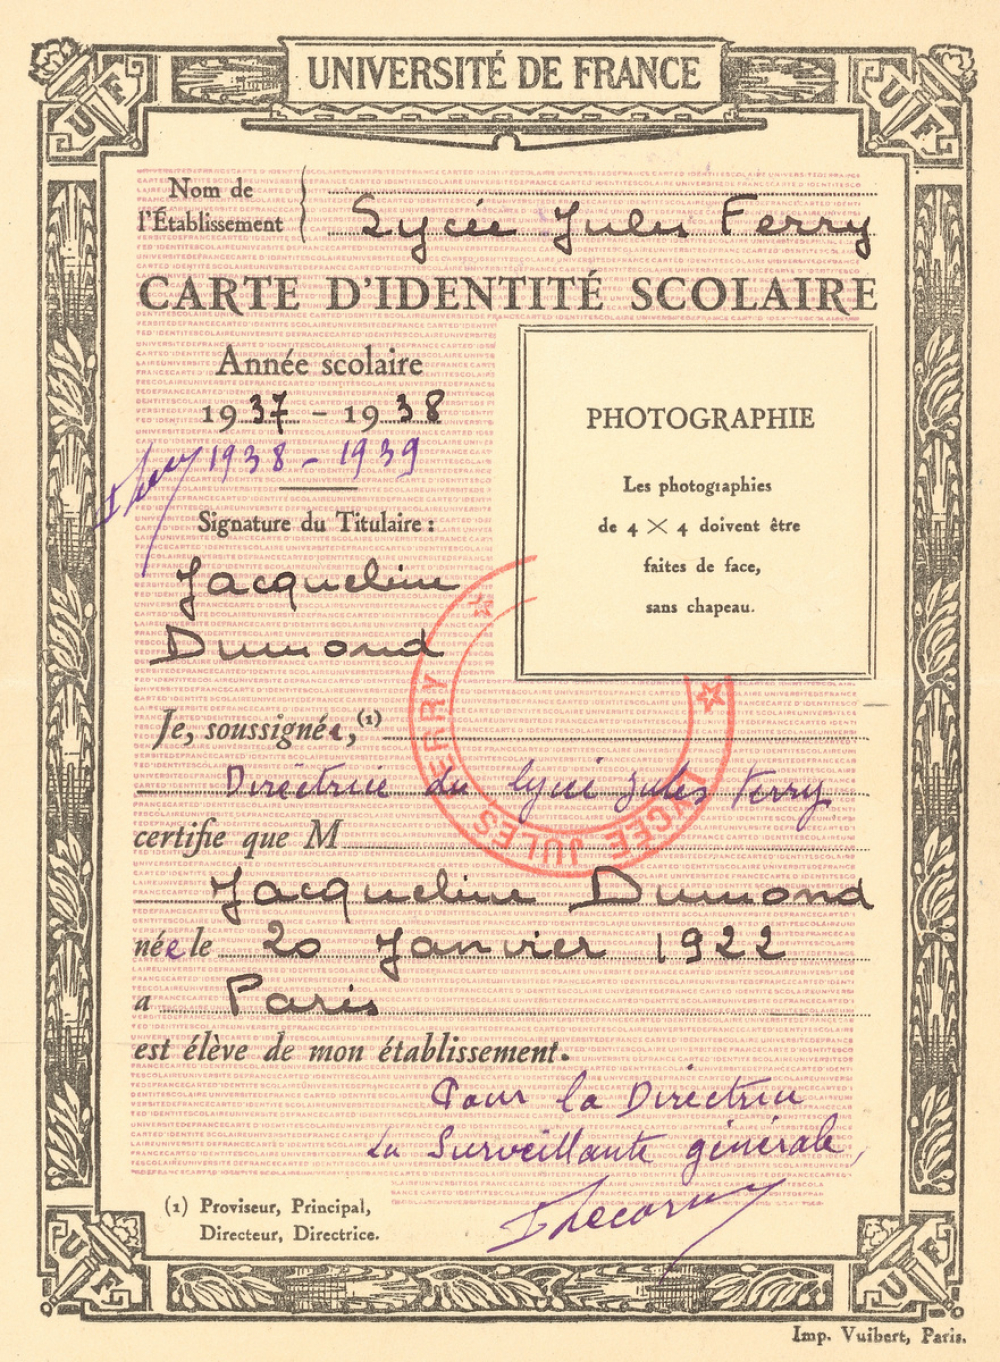 UNIVERSITÉ DE FRANCE
Nom de
l'Établissement
Lycée Jules Ferry
CARTE D'IDENTITÉ SCOLAIRE
Année scolaire
1937 - 1938
1938 - 1939
Signature du Titulaire :
Jacqueline
Dumond
PHOTOGRAPHIE
Les photographies
de 4 × 4 doivent être
faites de face,
sans chapeau.
LYCÉE JULES FERRY
Je, soussignée, (1)
Directrice du lycée Jules Ferry
certifie que M
Jacqueline Dumond
née le 20 Janvier 1922
a Paris
est élève de mon établissement.
Pour la Directrice
La Surveillante générale,
(1) Proviseur, Principal,
Directeur, Directrice.
Imp. Vuibert, Paris.